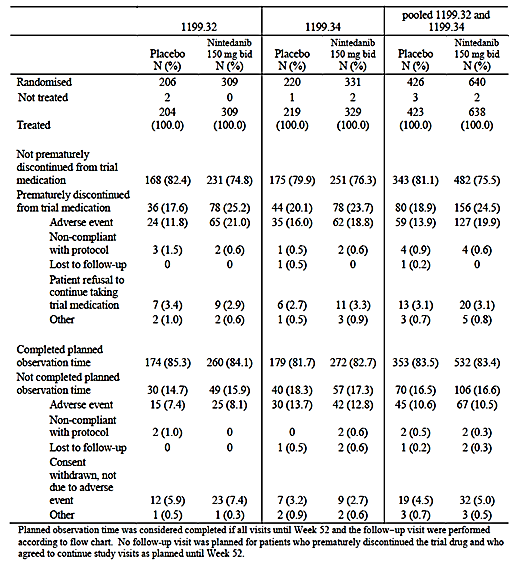 1199.32 1199.34 pooled 1199.32 and 1199.34
Placebo N (%) Nintedanib 150 mg bid N (%) Placebo N (%) Nintedanib 150 mg bid N (%) Placebo N (%) Nintedanib 150 mg bid N (%)
Randomised 206 309 220 331 426 640
Not treated 2 0 1 2 3 2
204 309 219 329 423 638
Treated (100.0) (100.0) (100.0) (100.0) (100.0) (100.0)
Not prematurely
discontinued from trial
medication 168 (82.4) 231 (74.8) 175 (79.9) 251 (76.3) 343 (81.1) 482 (75.5)
Prematurely discontinued
from trial medication 36 (17.6) 78 (25.2) 44 (20.1) 78 (23.7) 80 (18.9) 156 (24.5)
Adverse event 24 (11.8) 65 (21.0) 35 (16.0) 62 (18.8) 59 (13.9) 127 (19.9)
Non-compliant
with protocol 3 (1.5) 2 (0.6) 1 (0.5) 2 (0.6) 4 (0.9) 4 (0.6)
Lost to follow-up 0 0 1 (0.5) 0 1 (0.2) 0
Patient refusal to
continue taking
trial medication 7 (3.4) 9 (2.9) 6 (2.7) 11 (3.3) 13 (3.1) 20 (3.1)
Other 2 (1.0) 2 (0.6) 1 (0.5) 3 (0.9) 3 (0.7) 5 (0.8)
Completed planned
observation time 174 (85.3) 260 (84.1) 179 (81.7) 272 (82.7) 353 (83.5) 532 (83.4)
Not completed planned
observation time 30 (14.7) 49 (15.9) 40 (18.3) 57 (17.3) 70 (16.5) 106 (16.6)
Adverse event 15 (7.4) 25 (8.1) 30 (13.7) 42 (12.8) 45 (10.6) 67 (10.5)
Non-compliant
with protocol 2 (1.0) 0 0 2 (0.6) 2 (0.5) 2 (0.3)
Lost to follow-up 0 0 1 (0.5) 2 (0.6) 1 (0.2) 2 (0.3)
Consent
withdrawn, not
due to adverse
event 12 (5.9) 23 (7.4) 7 (3.2) 9 (2.7) 19 (4.5) 32 (5.0)
Other 1 (0.5) 1 (0.3) 2 (0.9) 2 (0.6) 3 (0.7) 3 (0.5)
Planned observation time was considered completed if all visits until Week 52 and the follow-up visit were performed
according to flow chart. No follow-up visit was planned for patients who prematurely discontinued the trial drug and who
agreed to continue study visits as planned until Week 52.